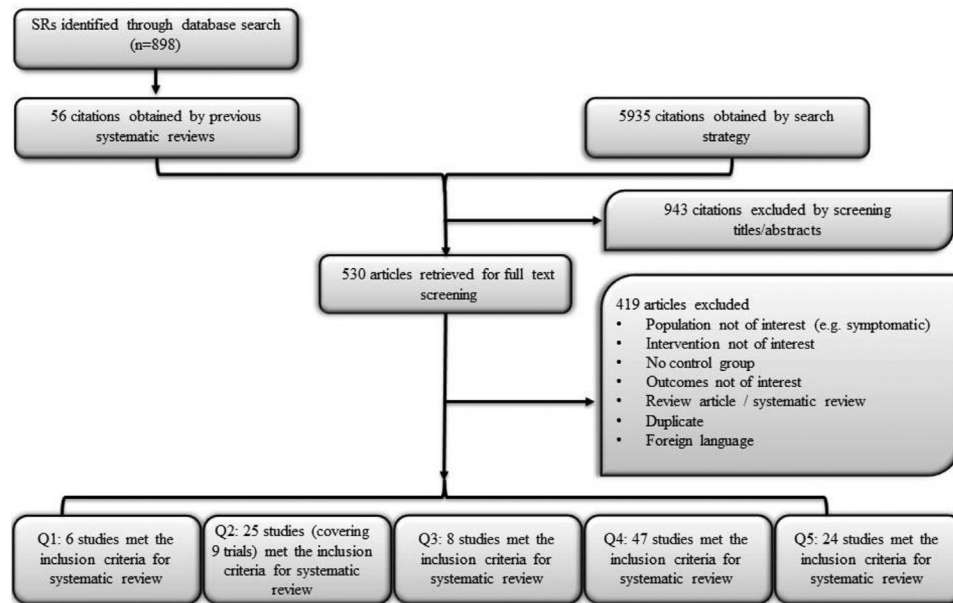 SRs identified through database search
(n=898)
56 citations obtained by previous
systematic reviews
5935 citations obtained by search
strategy
943 citations excluded by screening
titles/abstracts
530 articles retrieved for full text
screening
419 articles excluded
• Population not of interest (e.g. symptomatic)
• Intervention not of interest
• No control group
• Outcomes not of interest
• Review article / systematic review
• Duplicate
• Foreign language
Q1: 6 studies met the
inclusion criteria for
systematic review
Q2: 25 studies (covering
9 trials) met the inclusion
criteria for systematic
review
Q3: 8 studies met the
inclusion criteria for
systematic review
Q4: 47 studies met the
inclusion criteria for
systematic review
Q5: 24 studies met the
inclusion criteria for
systematic review